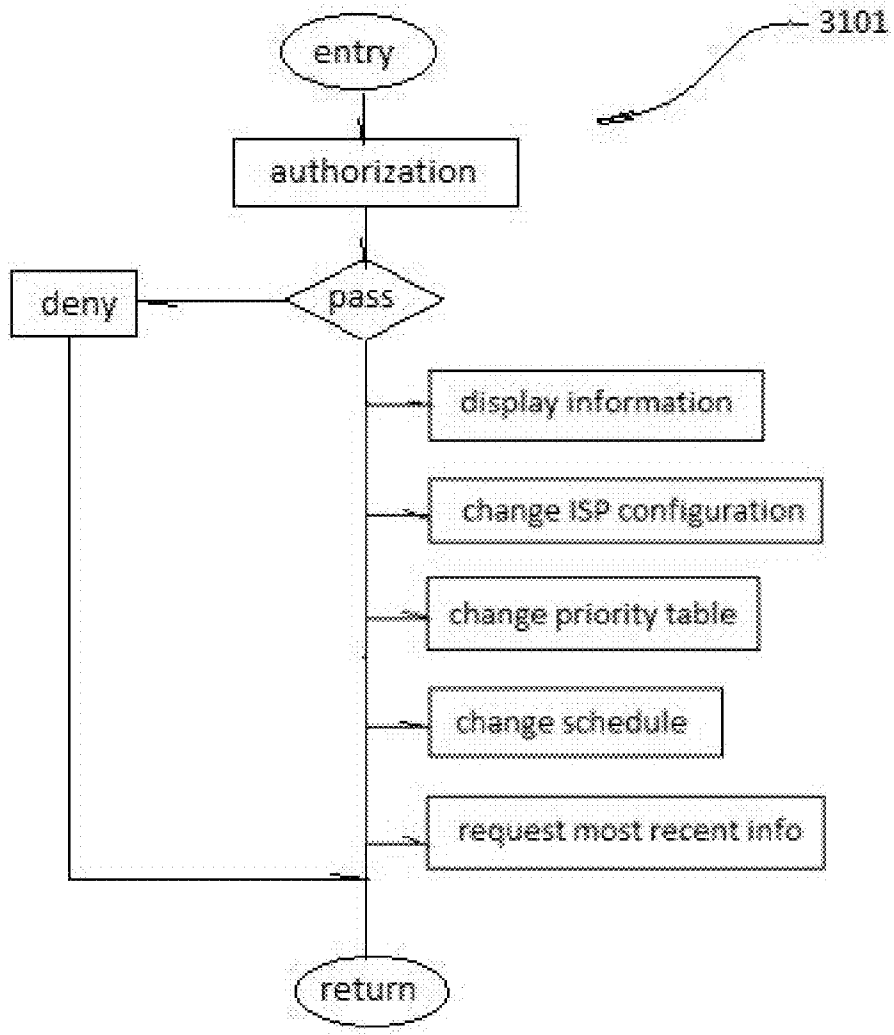 3101
entry
authorization
pass
deny
display information
change ISP configuration
change priority table
change schedule
request most recent info
return